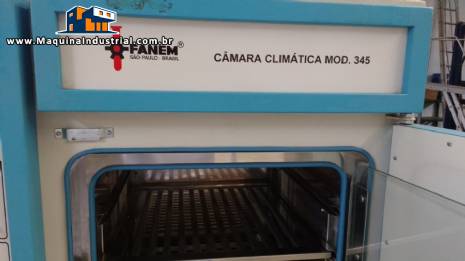 www.MaquinaIndustrial.com.br
FANEM®
SÃO PAULO - BRASIL
CÂMARA CLIMÁTICA MOD. 345